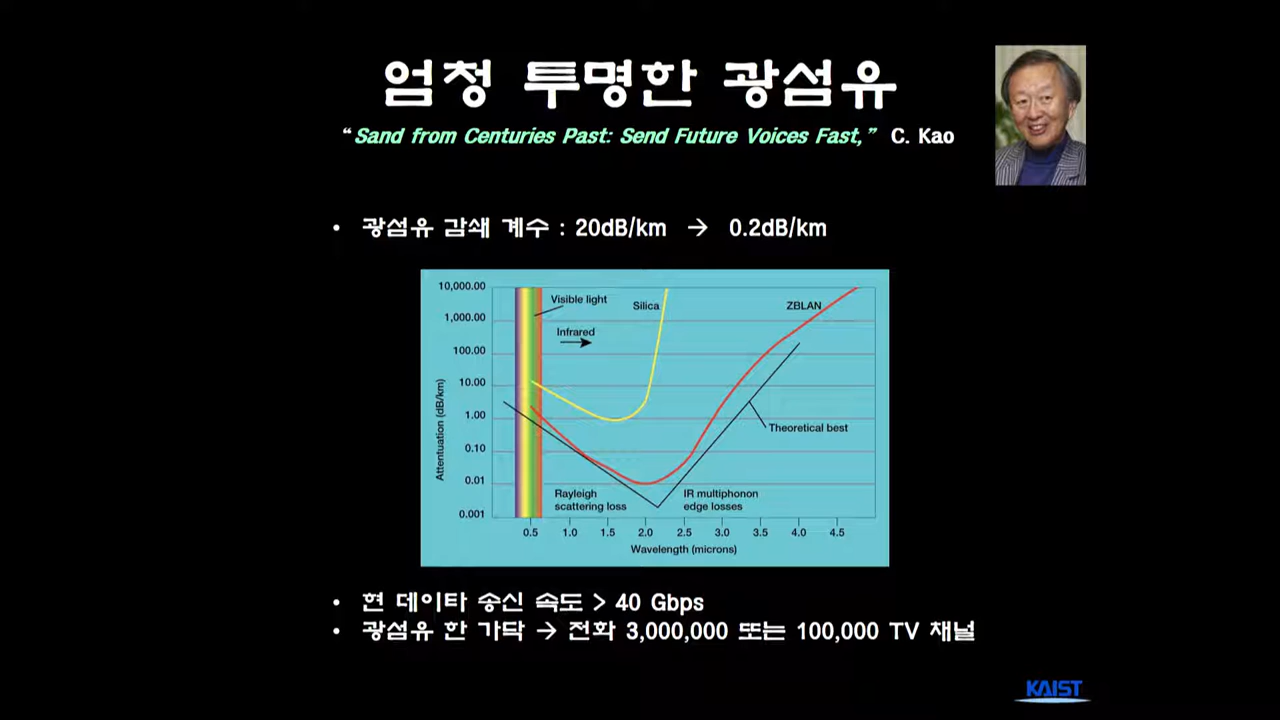 엄청 투명한 광섬유
“Sand from Centuries Past: Send Future Voices Fast,” C. Kao
• 광섬유 감쇄 계수 : 20dB/km → 0.2dB/km
Attentuation (dB/km)
10,000.00
1,000.00
100.00
10.00
1.00
0.10
0.01
0.001
Visible light
Infrared
Silica
ZBLAN
Theoretical best
Rayleigh
scattering loss
IR multiphonon
edge losses
0.5 1.0 1.5 2.0 2.5 3.0 3.5 4.0 4.5
Wavelength (microns)
• 현 데이타 송신 속도 > 40 Gbps
• 광섬유 한 가닥 → 전화 3,000,000 또는 100,000 TV 채널
KAIST